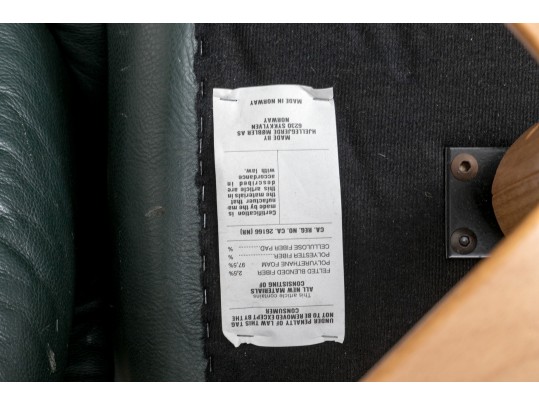 UNDER PENALTY OF LAW THIS TAG
NOT TO BE REMOVED EXCEPT BY THE
CONSUMER
This article contains
ALL NEW MATERIALS
CONSISTING OF
FELTED BLENDED FIBER 2,5%
POLYURETHANE FOAM 97,5%
POLYESTER FIBER. %
CELLULOSE FIBER PAD. %
CA. REG. NO. CA. 26166 (NR)
Certification is
made by the ma-
nufacturer that
the materials in
this article are
described in
accordance
with law.
MADE BY
HJELLEGJERDE MØBLER AS
6230 SYKKYLVEN
NORWAY
MADE IN NORWAY